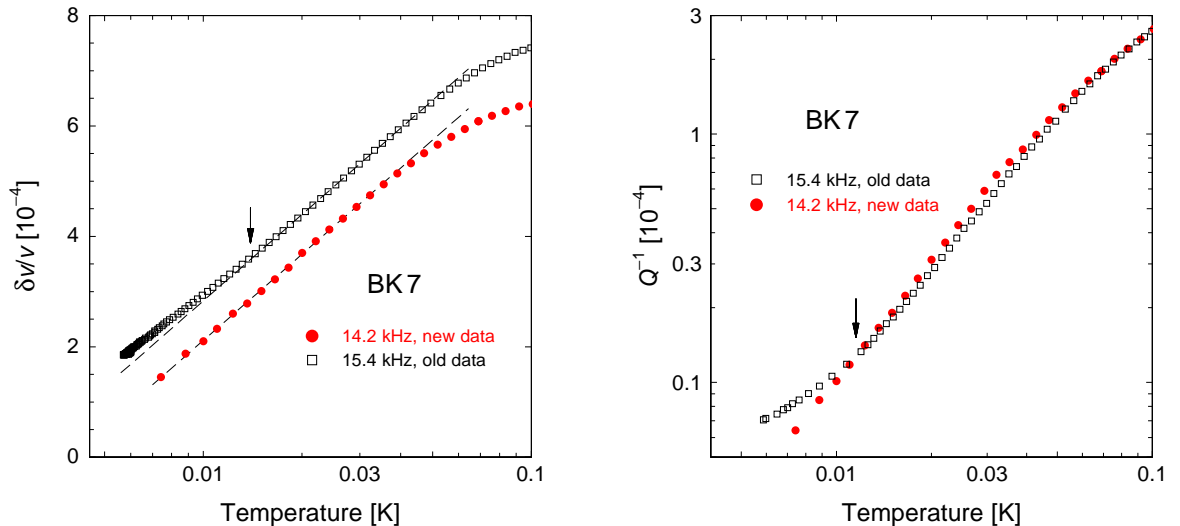 8
6
4
2
0
δv/v [10⁻⁴]
BK7
14.2 kHz, new data
15.4 kHz, old data
0.01
0.03
0.1
Temperature [K]
3
1
0.3
0.1
Q⁻¹ [10⁻⁴]
BK7
15.4 kHz, old data
14.2 kHz, new data
0.01
0.03
0.1
Temperature [K]